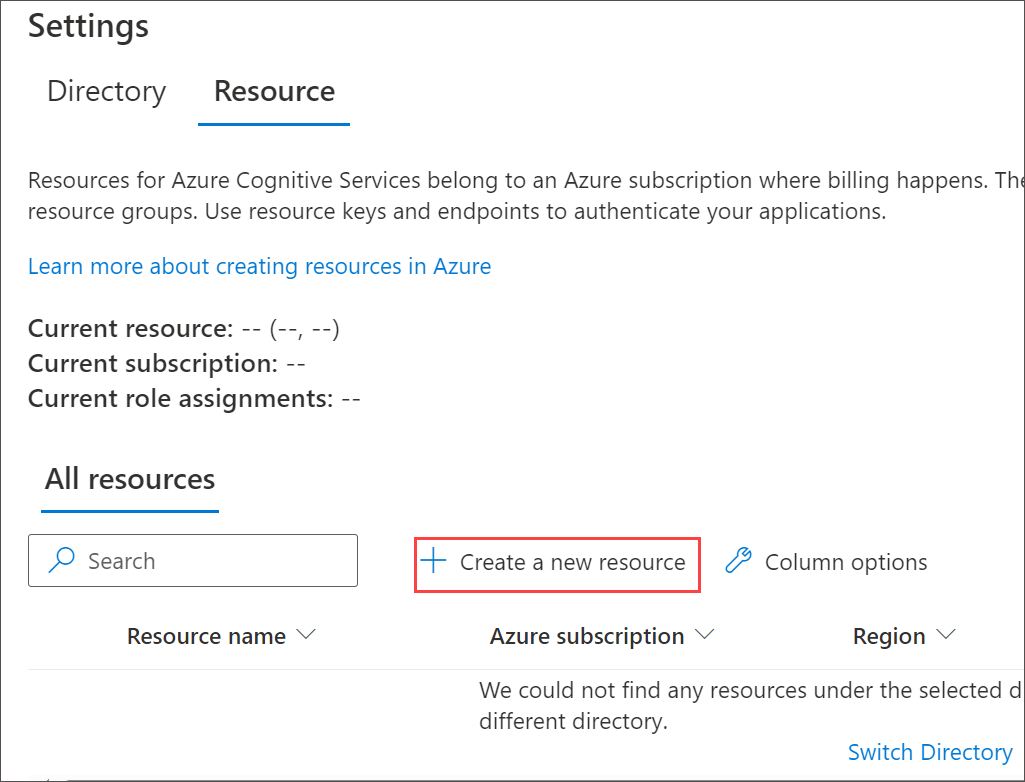 Settings
Directory Resource
Resources for Azure Cognitive Services belong to an Azure subscription where billing happens. The
resource groups. Use resource keys and endpoints to authenticate your applications.
Learn more about creating resources in Azure
Current resource: -- (--, --)
Current subscription: --
Current role assignments: --
All resources
Search Create a new resource Column options
Resource name Azure subscription Region
We could not find any resources under the selected d
different directory.
Switch Directory